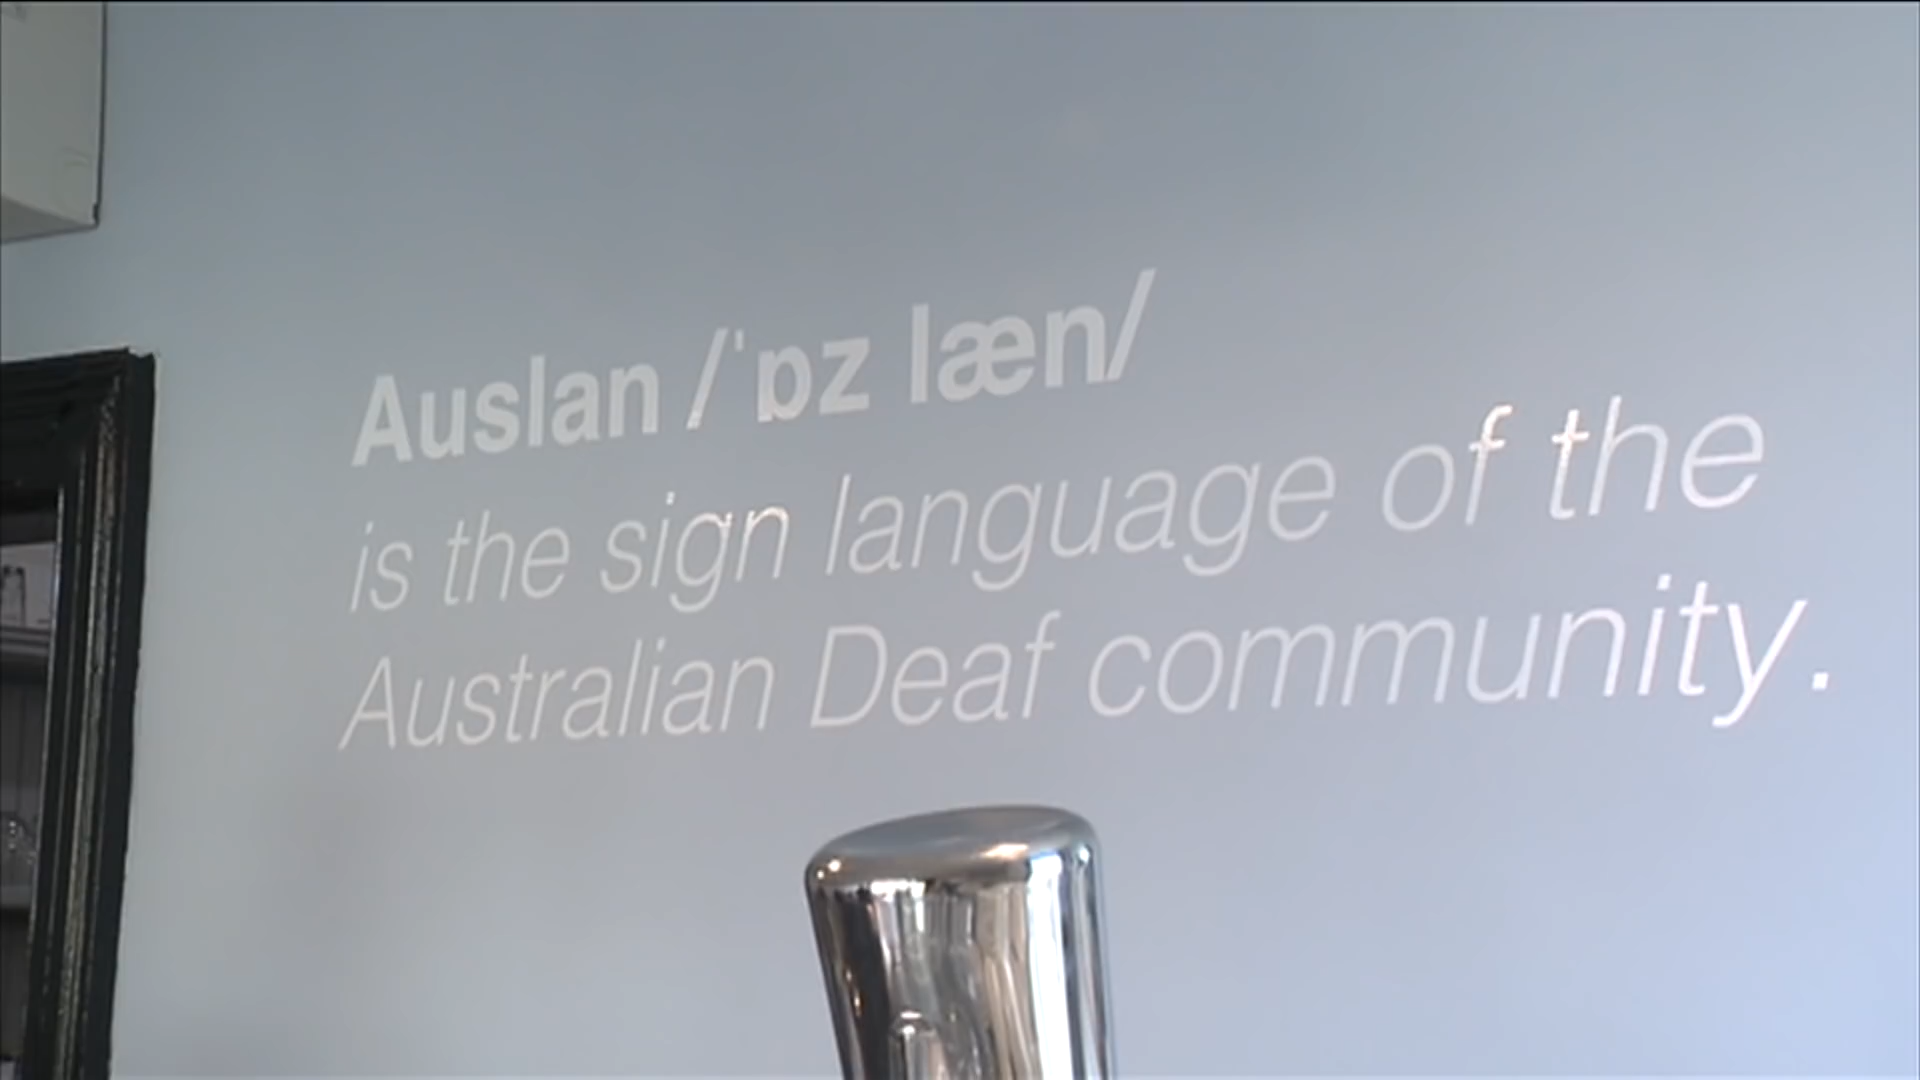 Auslan /ˈɒz læn/
is the sign language of the
Australian Deaf community.